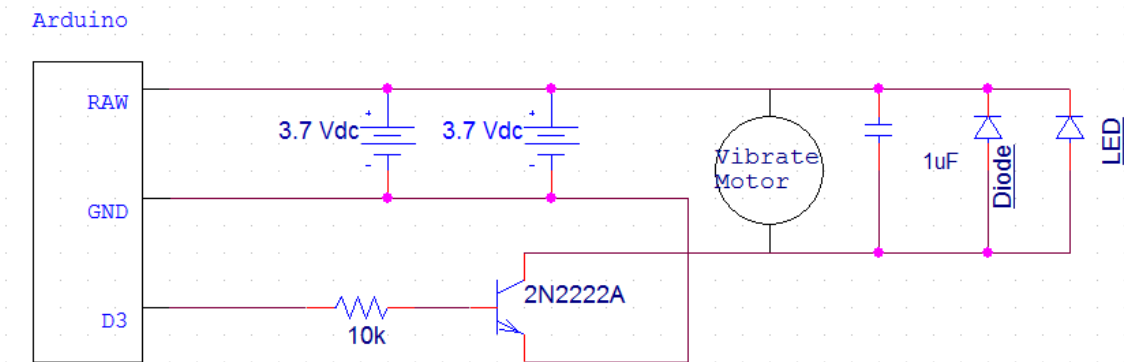 Arduino
RAW
3.7 Vdc
3.7 Vdc
+
+
-
-
Vibrate
Motor
1uF
Diode
LED
GND
2N2222A
D3
10k